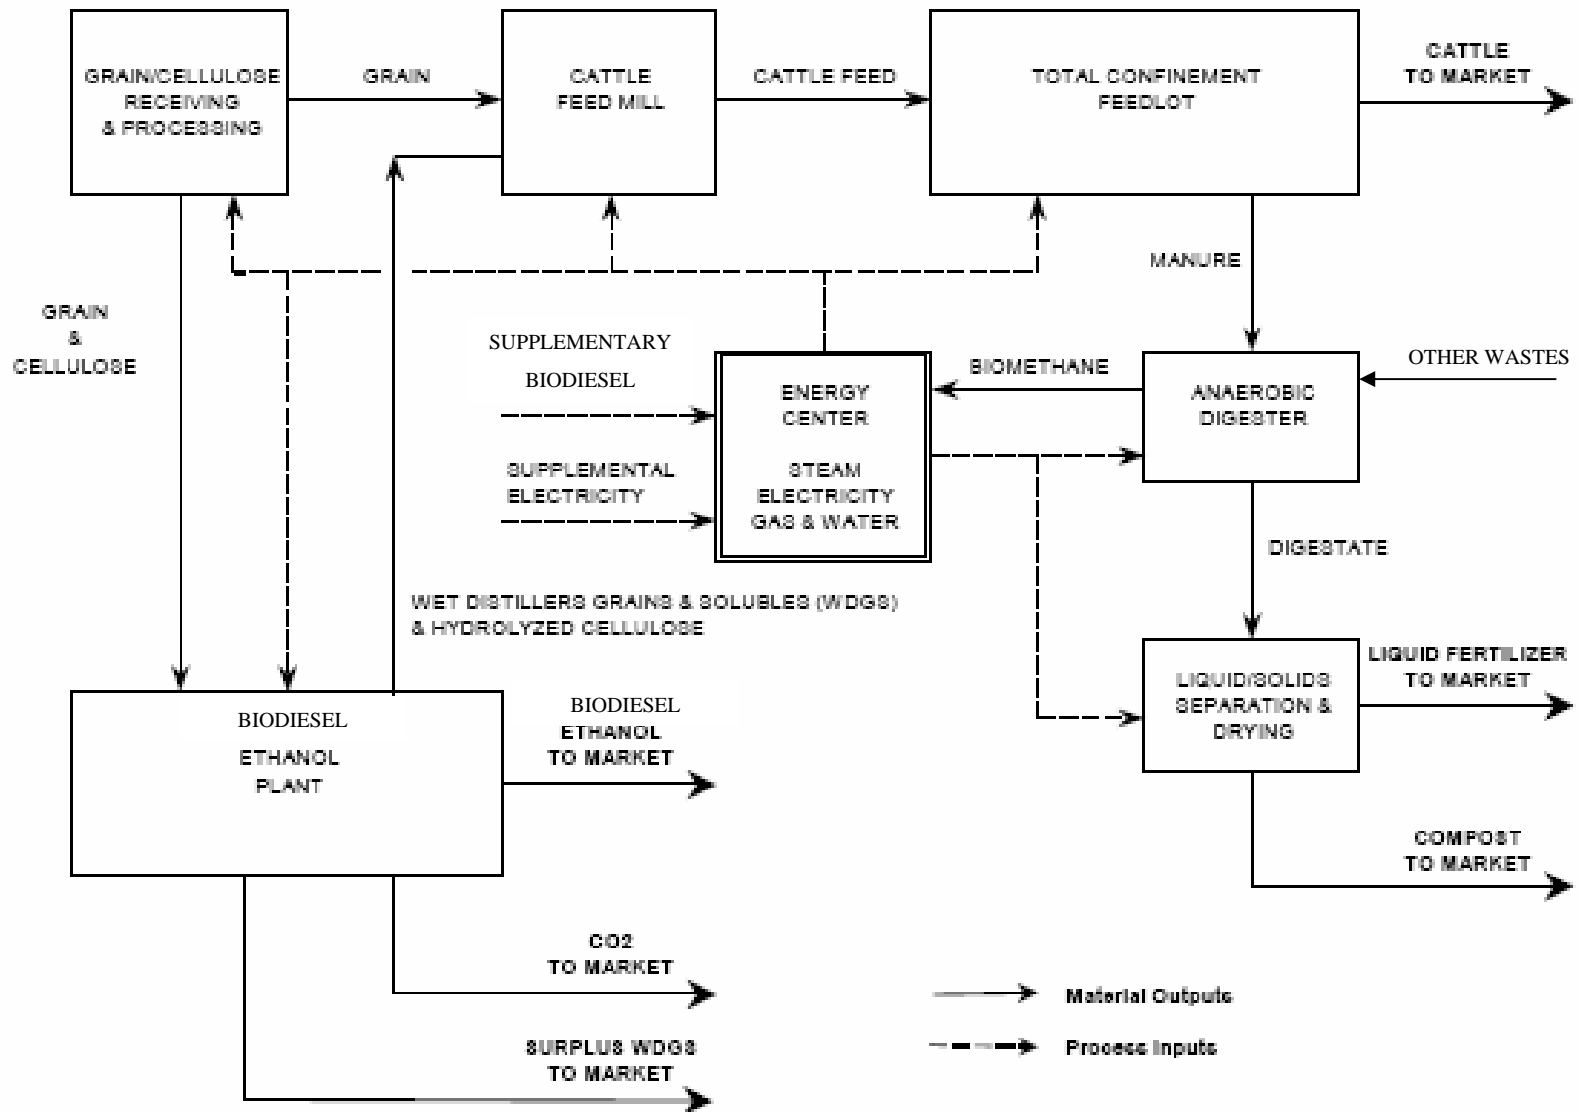 GRAIN/CELLULOSE
RECEIVING
& PROCESSING
GRAIN
CATTLE
FEED MILL
CATTLE FEED
TOTAL CONFINEMENT
FEEDLOT
CATTLE
TO MARKET
GRAIN
&
CELLULOSE
MANURE
SUPPLEMENTARY
BIODIESEL
SUPPLEMENTAL
ELECTRICITY
ENERGY
CENTER
STEAM
ELECTRICITY
GAS & WATER
BIOMETHANE
ANAEROBIC
DIGESTER
OTHER WASTES
DIGESTATE
WET DISTILLERS GRAINS & SOLUBLES (WDGS)
& HYDROLYZED CELLULOSE
LIQUID/SOLIDS
SEPARATION &
DRYING
LIQUID FERTILIZER
TO MARKET
BIODIESEL
ETHANOL
PLANT
BIODIESEL
ETHANOL
TO MARKET
COMPOST
TO MARKET
CO2
TO MARKET
SURPLUS WDGS
TO MARKET
Material Outputs
Process Inputs